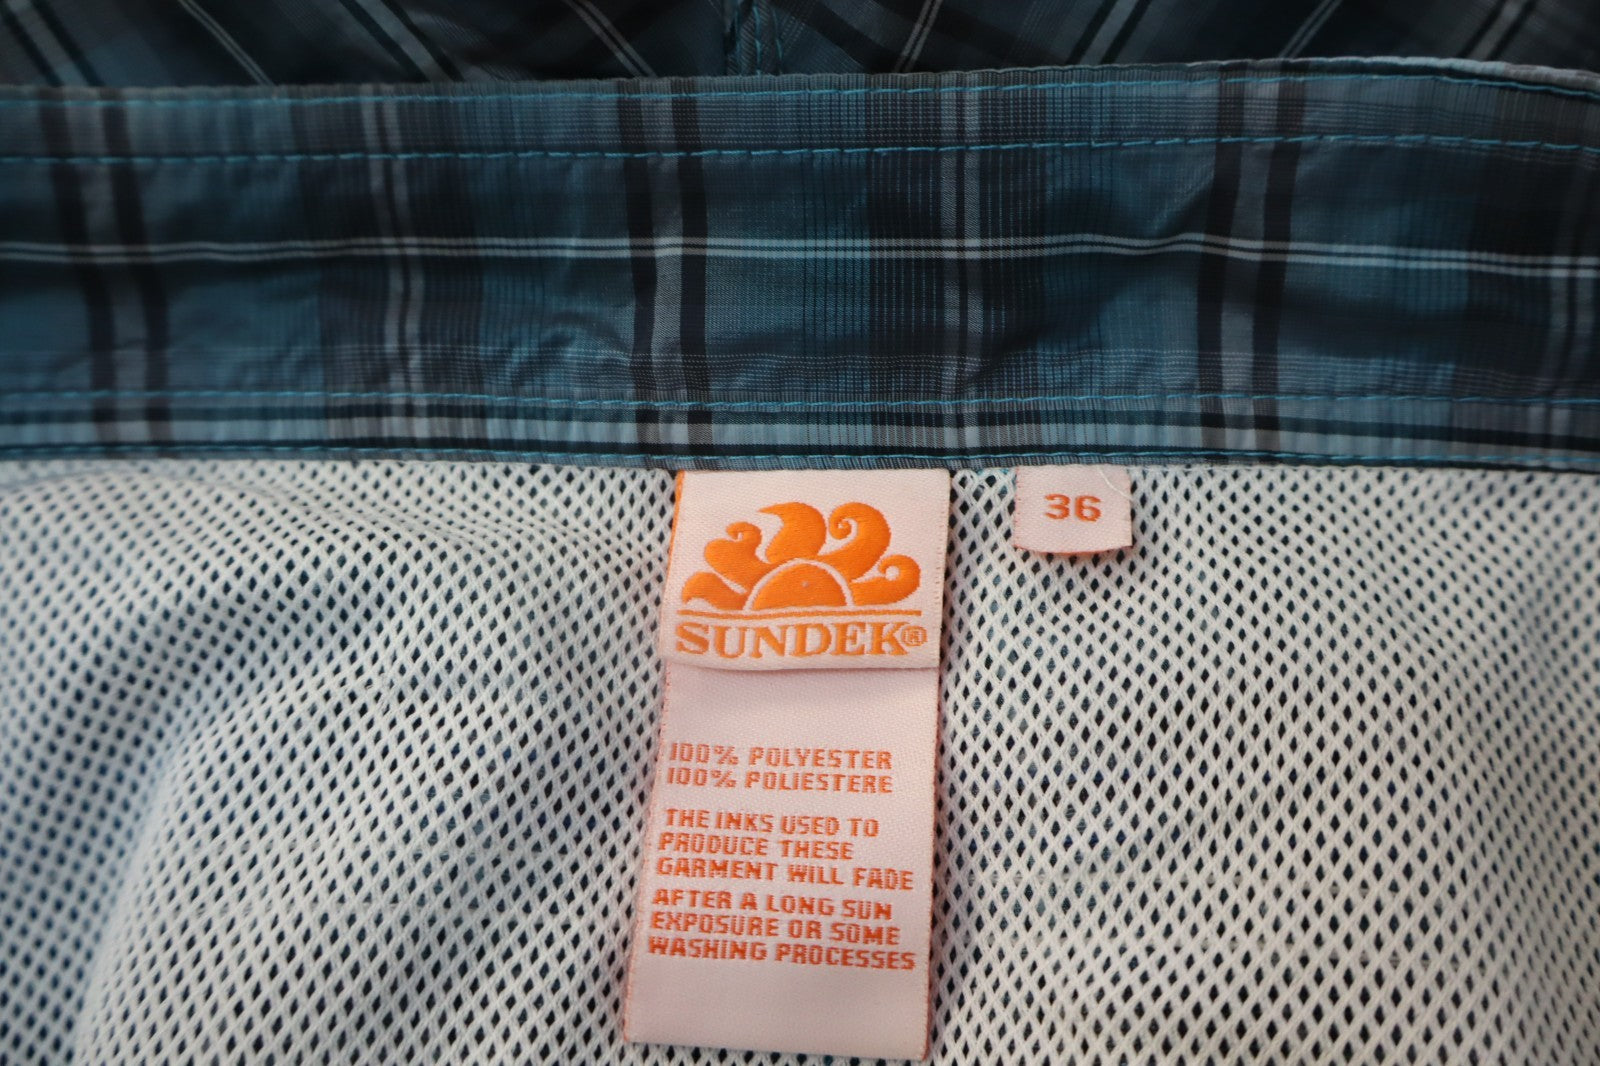 SUNDEK®
36
100% POLYESTER
100% POLIESTERE
THE INKS USED TO
PRODUCE THESE
GARMENT WILL FADE
AFTER A LONG SUN
EXPOSURE OR SOME
WASHING PROCESSES